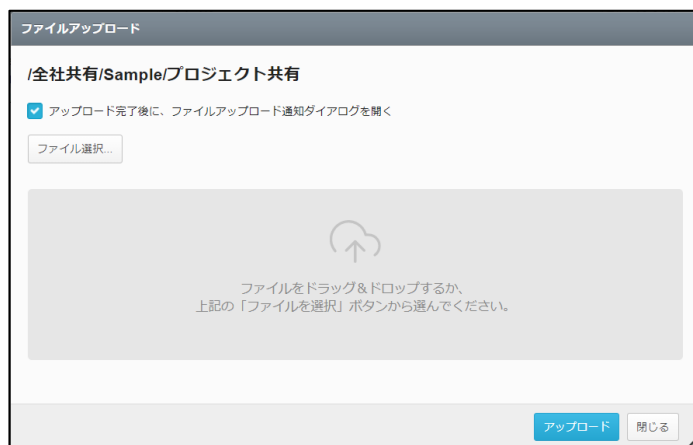 ファイルアップロード
/全社共有/Sample/プロジェクト共有
アップロード完了後に、ファイルアップロード通知ダイアログを開く
ファイル選択...
ファイルをドラッグ＆ドロップするか、
上記の「ファイルを選択」ボタンから選んでください。
アップロード 閉じる